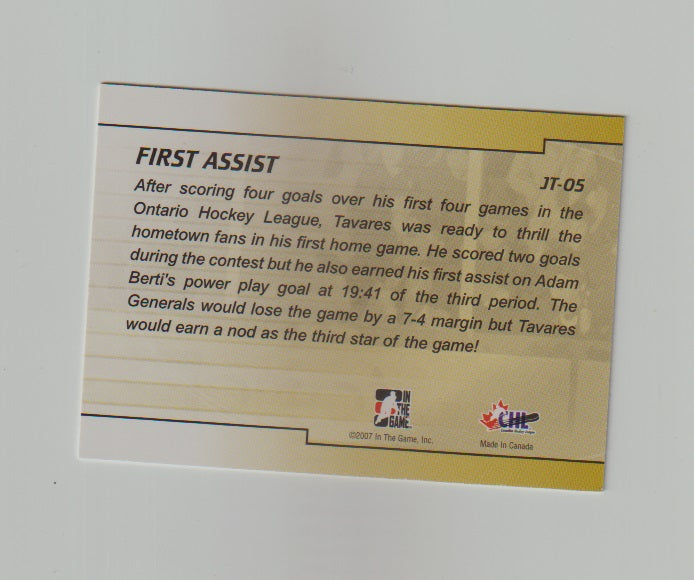 FIRST ASSIST
JT-05
After scoring four goals over his first four games in the
Ontario Hockey League, Tavares was ready to thrill the
hometown fans in his first home game. He scored two goals
during the contest but he also earned his first assist on Adam
Berti's power play goal at 19:41 of the third period. The
Generals would lose the game by a 7-4 margin but Tavares
would earn a nod as the third star of the game!
IN
THE
GAME
©2007 In The Game, Inc.
CHL
Made in Canada